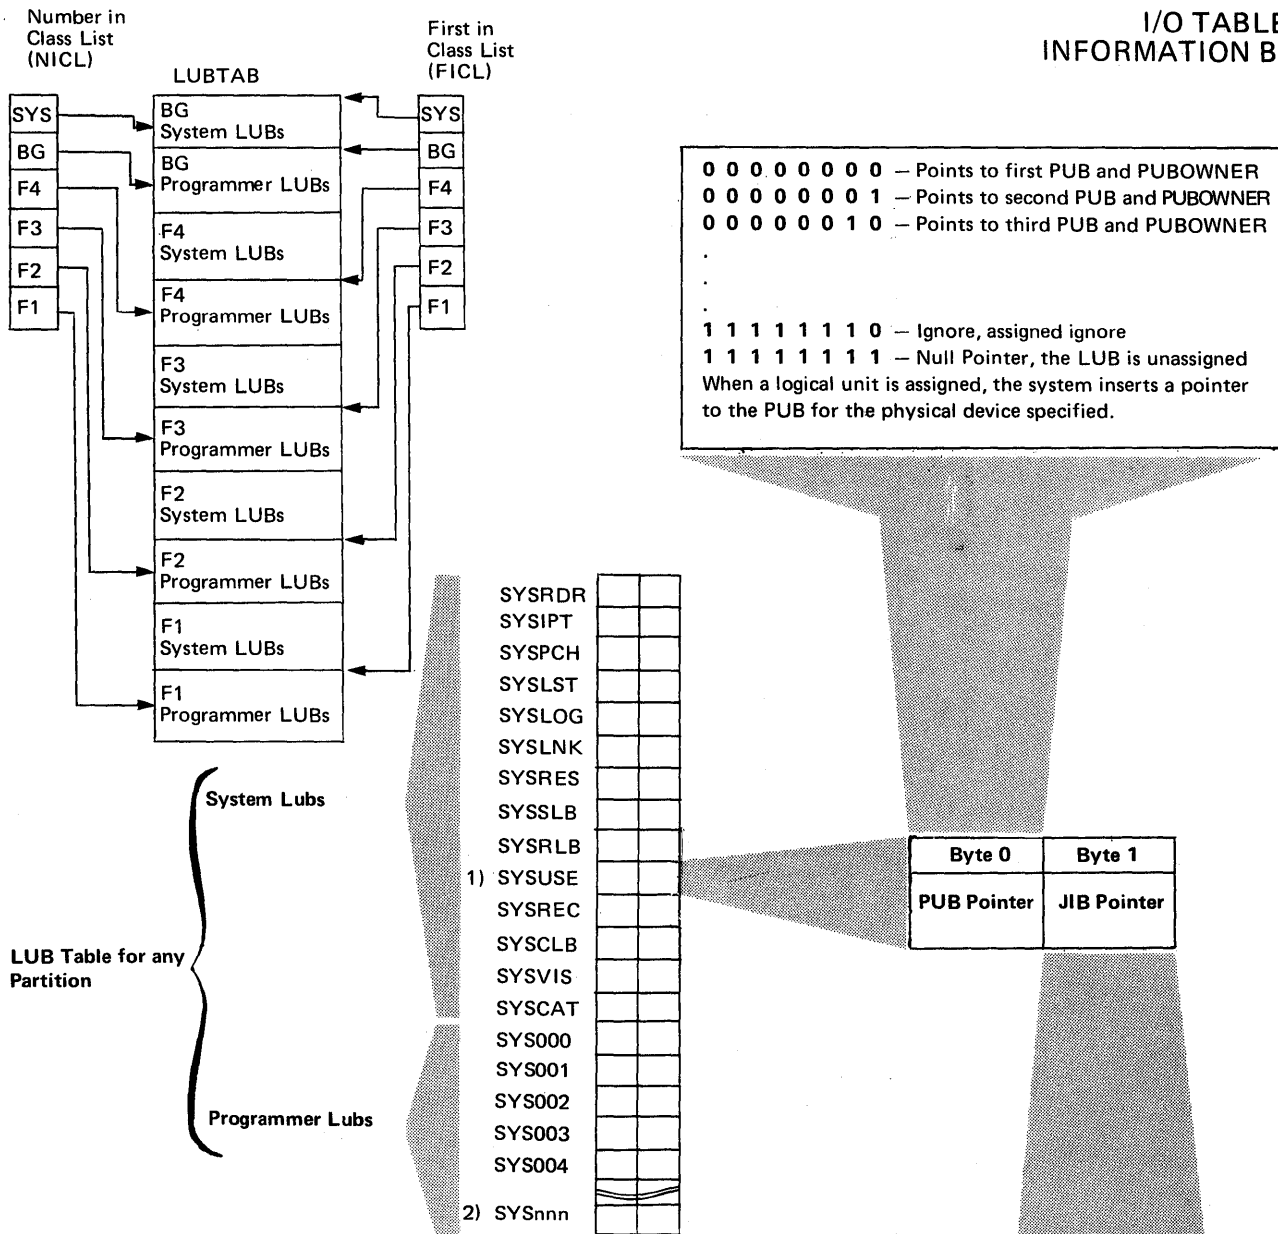 I/O TABLE
INFORMATION B
Number in
Class List
(NICL)
First in
Class List
(FICL)
LUBTAB
SYS
BG
F4
F3
F2
F1
BG
System LUBs
BG
Programmer LUBs
F4
System LUBs
F4
Programmer LUBs
F3
System LUBs
F3
Programmer LUBs
F2
System LUBs
F2
Programmer LUBs
F1
System LUBs
F1
Programmer LUBs
SYS
BG
F4
F3
F2
F1
0 0 0 0 0 0 0 0 – Points to first PUB and PUBOWNER
0 0 0 0 0 0 0 1 – Points to second PUB and PUBOWNER
0 0 0 0 0 0 1 0 – Points to third PUB and PUBOWNER
.
.
.
1 1 1 1 1 1 1 0 – Ignore, assigned ignore
1 1 1 1 1 1 1 1 – Null Pointer, the LUB is unassigned
When a logical unit is assigned, the system inserts a pointer
to the PUB for the physical device specified.
LUB Table for any
Partition
System Lubs
Programmer Lubs
SYSRDR
SYSIPT
SYSPCH
SYSLST
SYSLOG
SYSLNK
SYSRES
SYSSLB
SYSRLB
1) SYSUSE
SYSREC
SYSCLB
SYSVIS
SYSCAT
SYS000
SYS001
SYS002
SYS003
SYS004
2) SYSnnn
Byte 0 Byte 1
PUB Pointer JIB Pointer